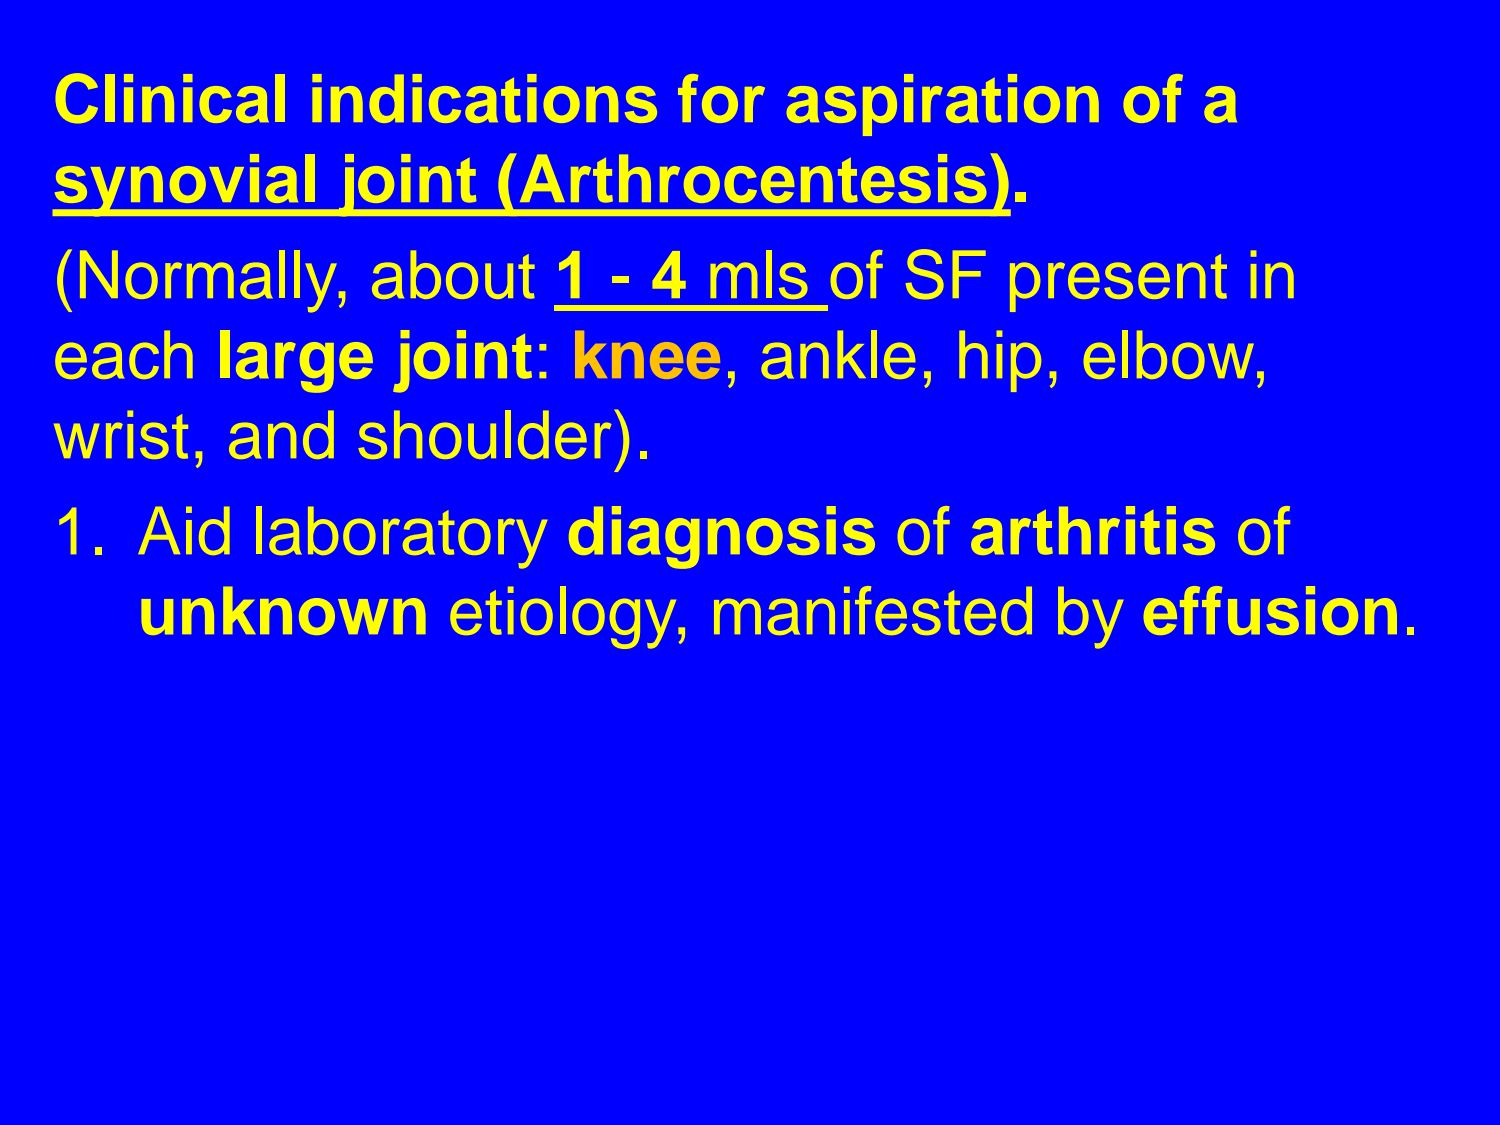 Clinical indications for aspiration of a
synovial joint (Arthrocentesis).
(Normally, about 1 - 4 mls of SF present in
each large joint: knee, ankle, hip, elbow,
wrist, and shoulder).
1. Aid laboratory diagnosis of arthritis of
unknown etiology, manifested by effusion.